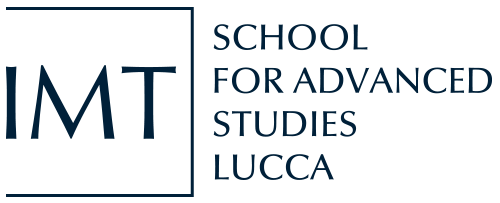 IMT
SCHOOL
FOR ADVANCED
STUDIES
LUCCA